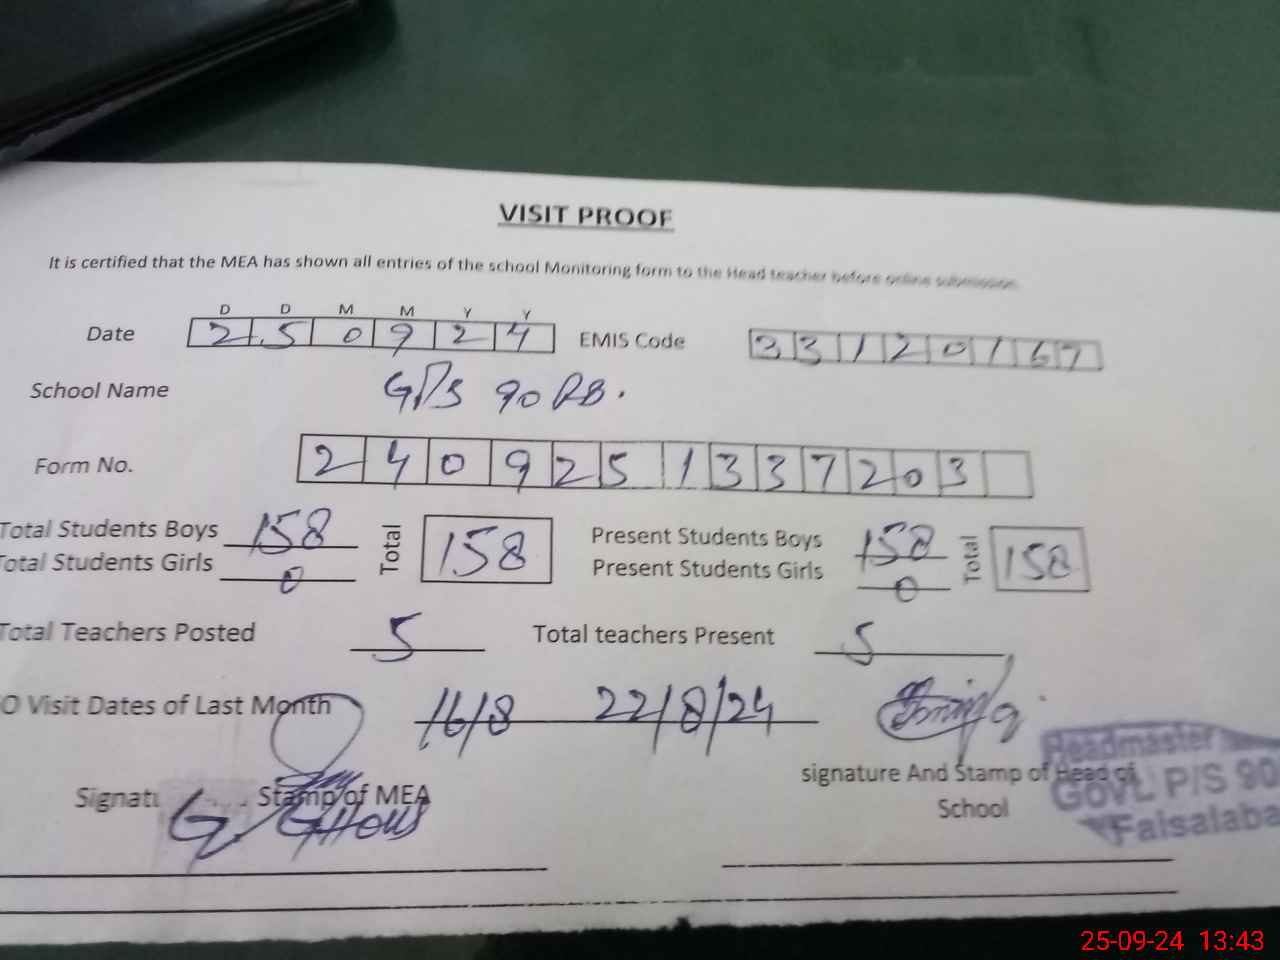 VISIT PROOF
It is certified that the MEA has shown all entries of the school Monitoring form to the Head teacher before online submission.
D D M M Y Y
Date 2 5 0 9 2 4 EMIS Code 3 3 1 2 0 1 6 7
School Name G P/S 90 RB.
Form No. 2 4 0 9 2 5 1 3 3 7 2 0 3
Total Students Boys 158 Total 158 Present Students Boys 158 Total 158
Total Students Girls 0 Present Students Girls 0
Total Teachers Posted 5 Total teachers Present 5
O Visit Dates of Last Month 16/8 22/8/24
Signatu Stamp of MEA signature And Stamp of Head of School
Headmaster
Govt. P/S 90
Faisalaba
25-09-24 13:43